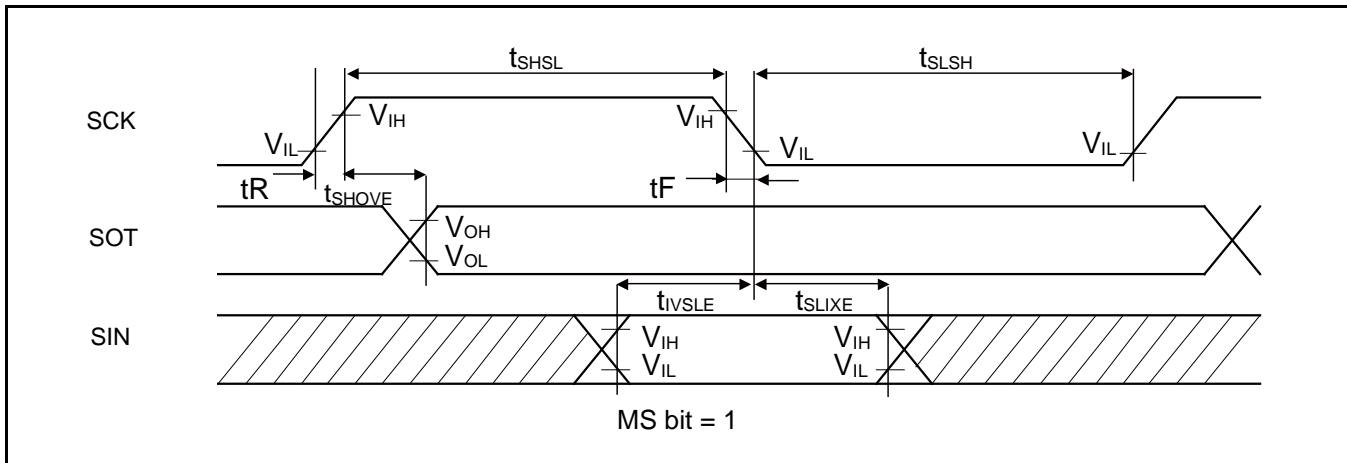 tSHSL
tSLSH
SCK
VIH
VIH
VIL
VIL
VIL
tR
tSHOVE
tF
SOT
VOH
VOL
tIVSLE
tSLIXE
SIN
VIH
VIH
VIL
VIL
MS bit = 1